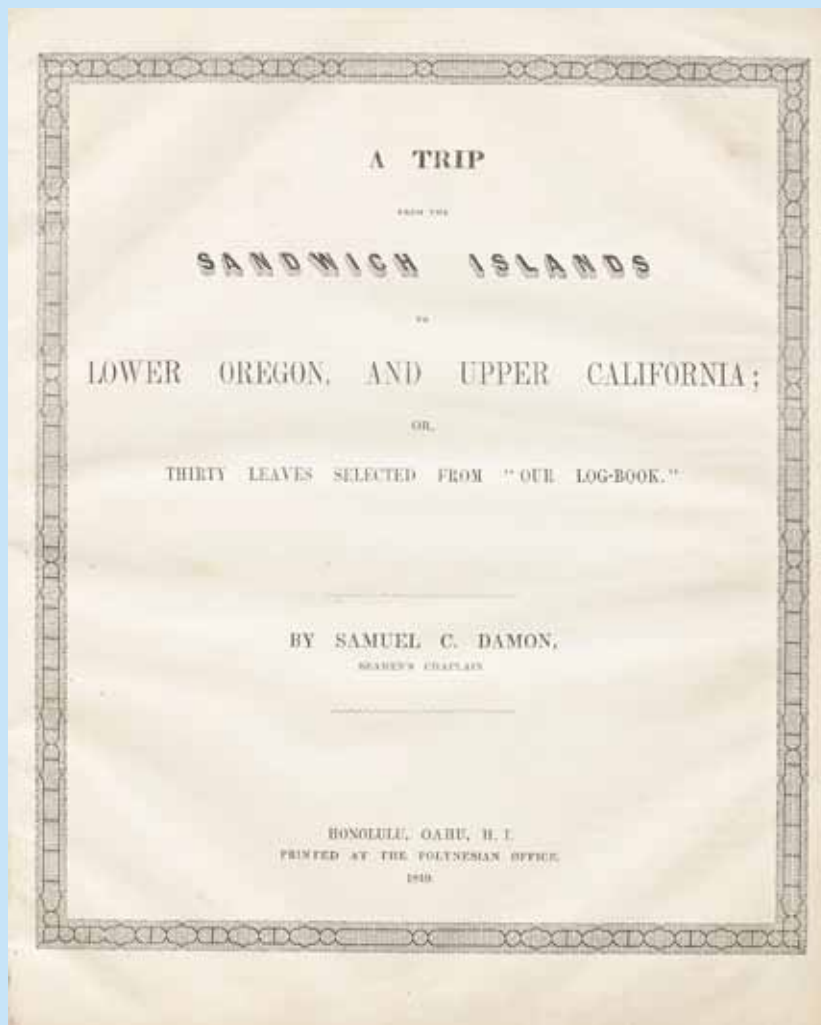 A TRIP
FROM THE
SANDWICH ISLANDS
TO
LOWER OREGON, AND UPPER CALIFORNIA;
OR,
THIRTY LEAVES SELECTED FROM "OUR LOG-BOOK."
BY SAMUEL C. DAMON,
SEAMEN'S CHAPLAIN
HONOLULU, OAHU, H. I.
PRINTED AT THE POLYNESIAN OFFICE.
1849.